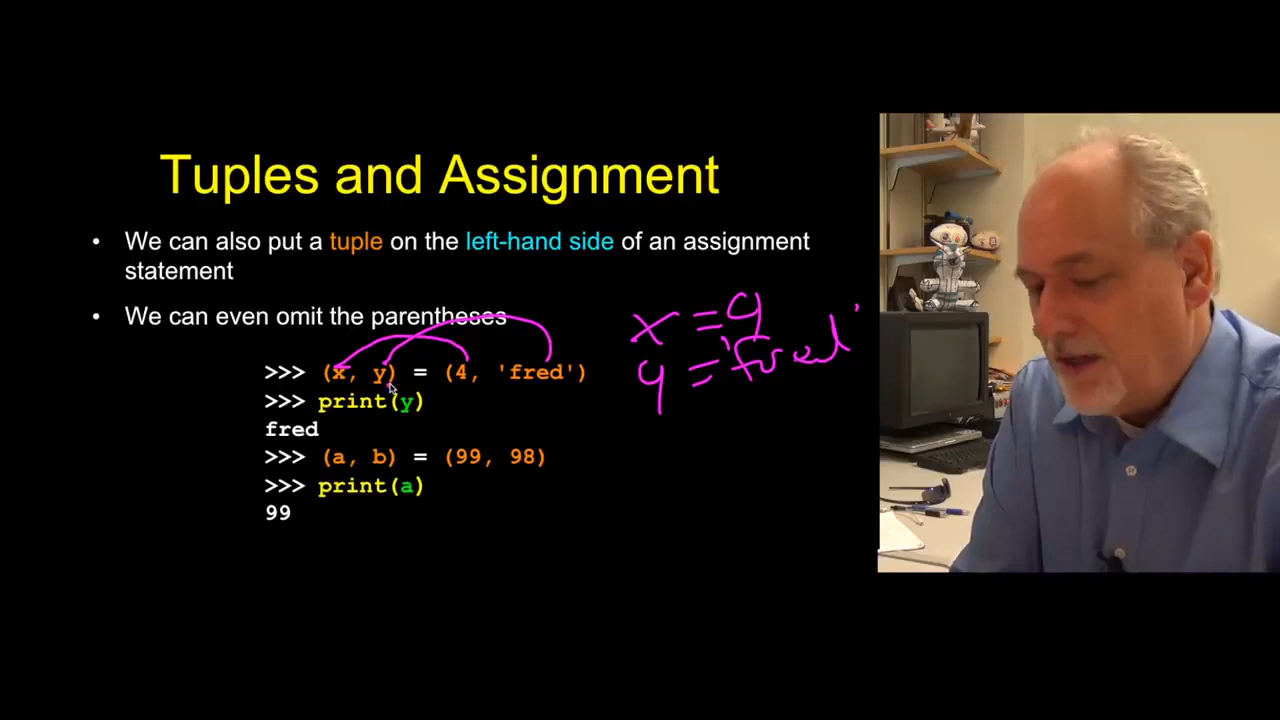 Tuples and Assignment
• We can also put a tuple on the left-hand side of an assignment
statement
• We can even omit the parentheses
>>> (x, y) = (4, 'fred')
>>> print(y)
fred
>>> (a, b) = (99, 98)
>>> print(a)
99
x = 4
y = 'fred'